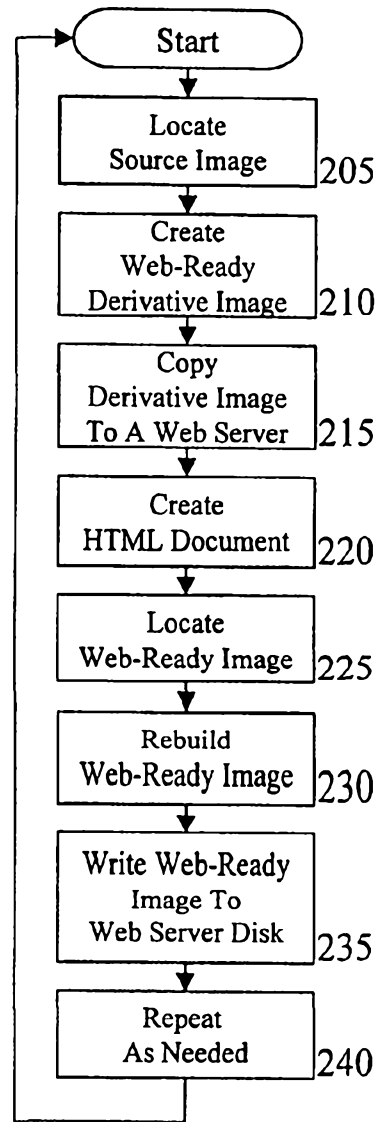 Start
Locate
Source Image
205
Create
Web-Ready
Derivative Image
210
Copy
Derivative Image
To A Web Server
215
Create
HTML Document
220
Locate
Web-Ready Image
225
Rebuild
Web-Ready Image
230
Write Web-Ready
Image To
Web Server Disk
235
Repeat
As Needed
240